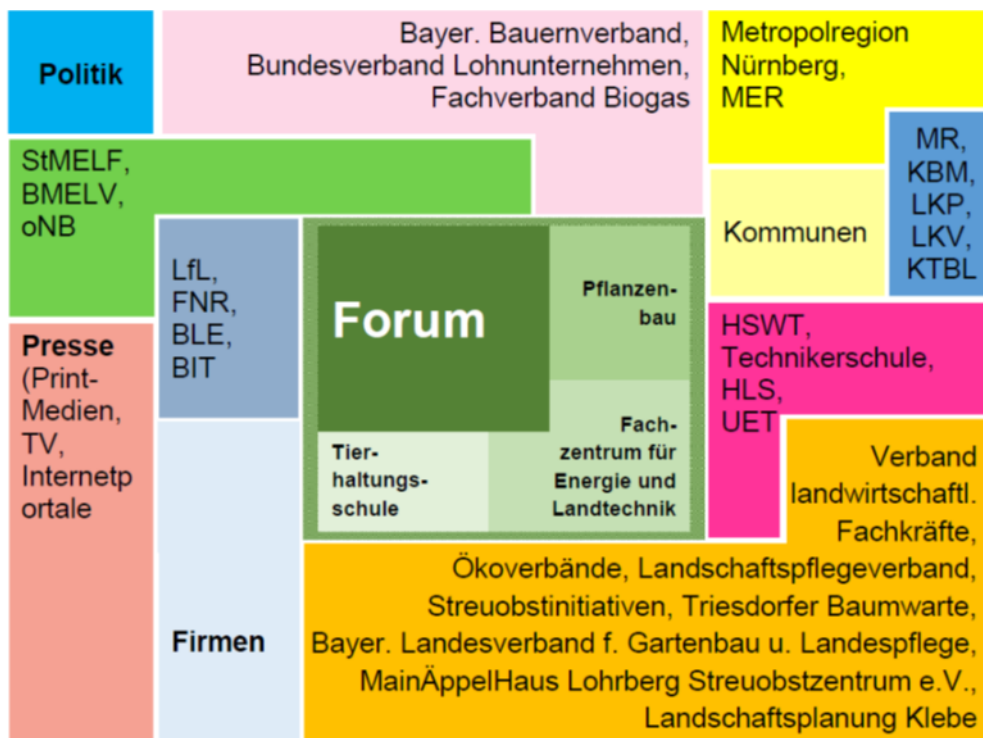 Politik
Bayer. Bauernverband,
Bundesverband Lohnunternehmen,
Fachverband Biogas
Metropolregion
Nürnberg,
MER
MR,
KBM,
LKP,
LKV,
KTBL
StMELF,
BMELV,
oNB
Kommunen
LfL,
FNR,
BLE,
BIT
Forum
Pflanzen-
bau
Tier-
haltungs-
schule
Fach-
zentrum für
Energie und
Landtechnik
HSWT,
Technikerschule,
HLS,
UET
Presse
(Print-
Medien,
TV,
Internetp
ortale
Firmen
Verband
landwirtschaftl.
Fachkräfte,
Ökoverbände, Landschaftspflegeverband,
Streuobstinitiativen, Triesdorfer Baumwarte,
Bayer. Landesverband f. Gartenbau u. Landespflege,
MainÄppelHaus Lohrberg Streuobstzentrum e.V.,
Landschaftsplanung Klebe